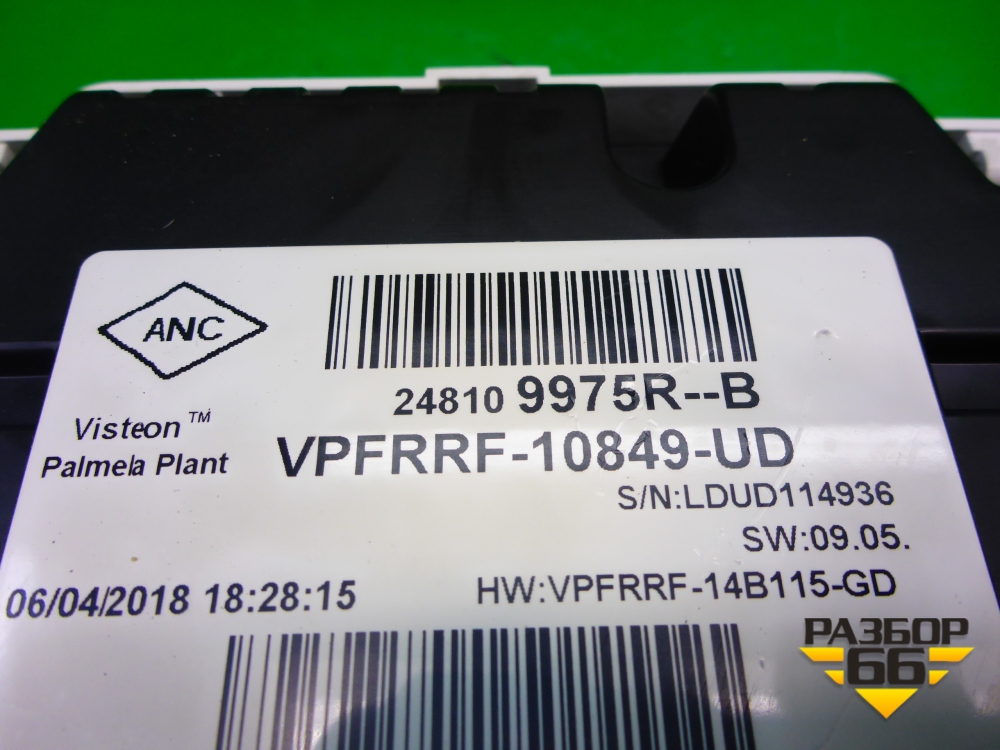 ANC
24810 9975R--B
Visteon™
Palmela Plant
VPFRRF-10849-UD
S/N:LDUD114936
SW:09.05.
06/04/2018 18:28:15
HW:VPFRRF-14B115-GD
РАЗБОР
66